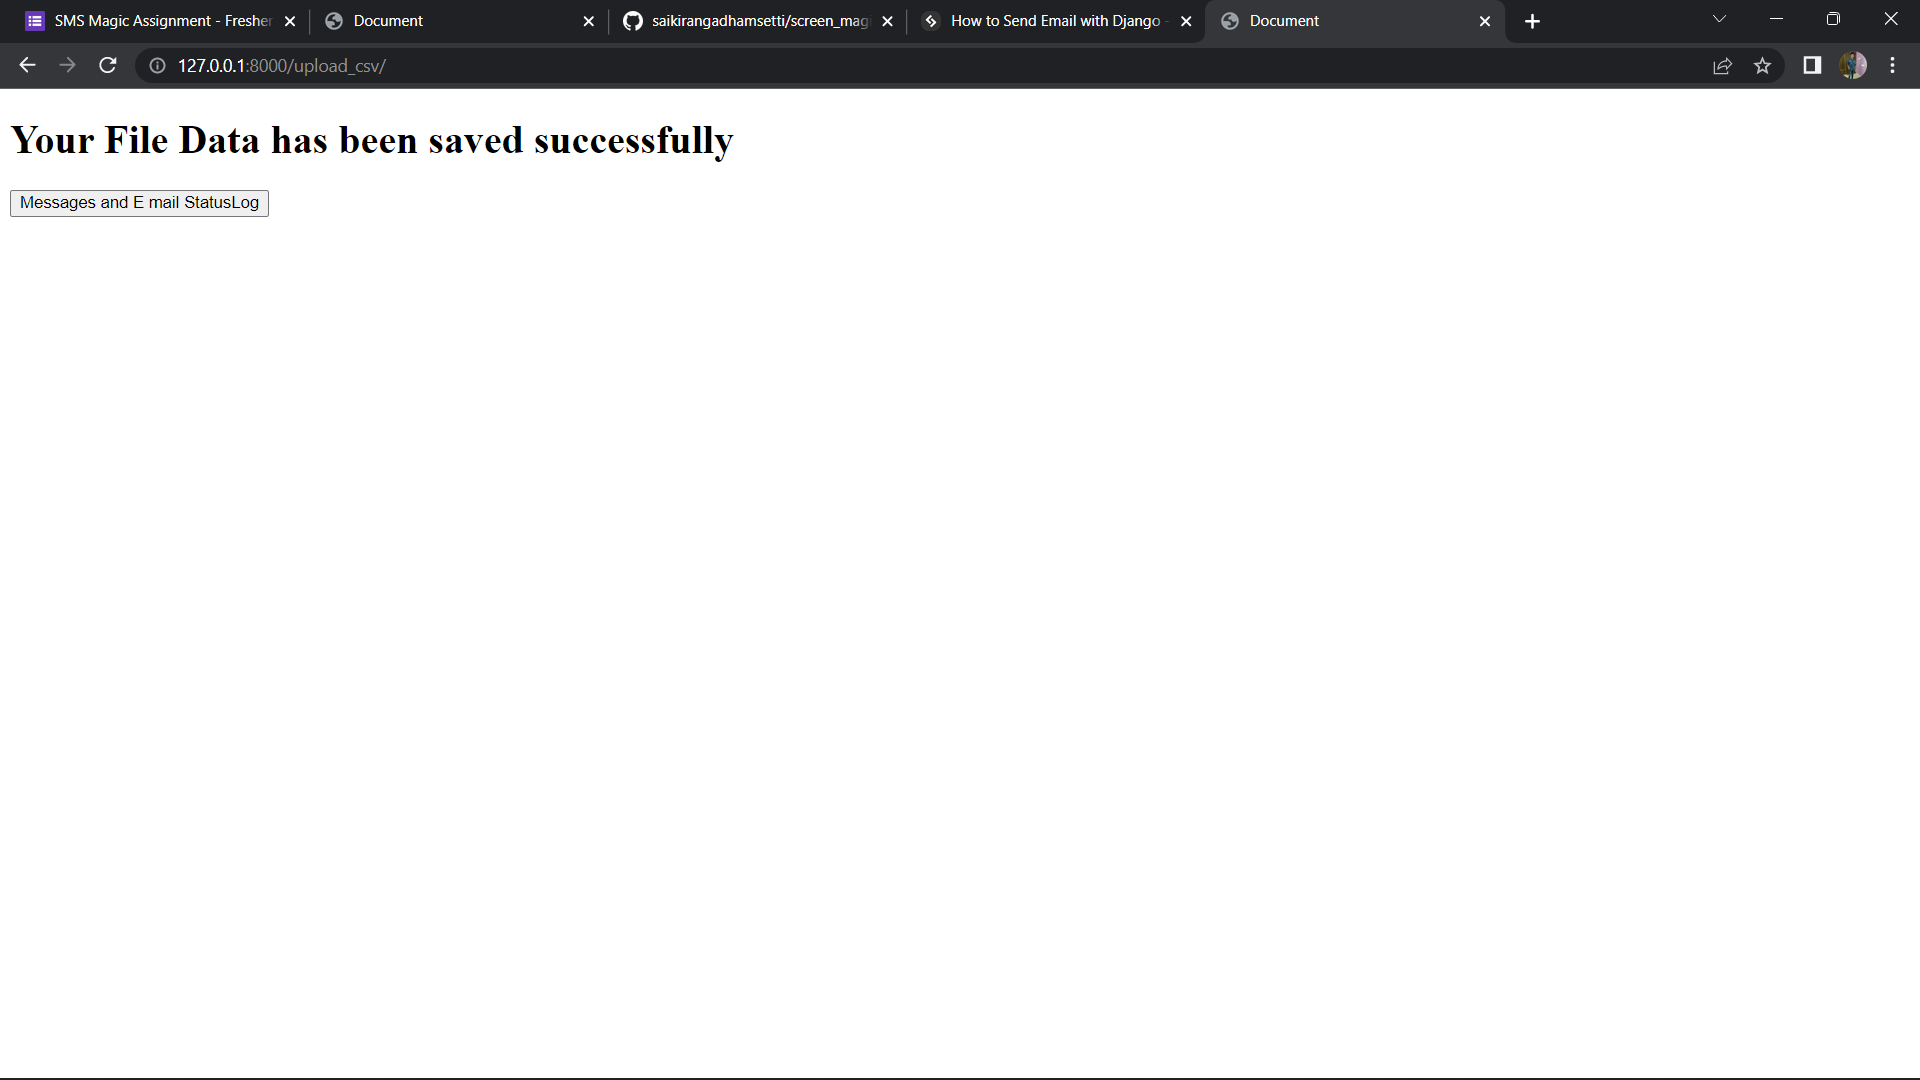 SMS Magic Assignment - Fresher
Document
saikirangadhamsetti/screen_magi
How to Send Email with Django -
Document
127.0.0.1:8000/upload_csv/
Your File Data has been saved successfully
Messages and E mail StatusLog